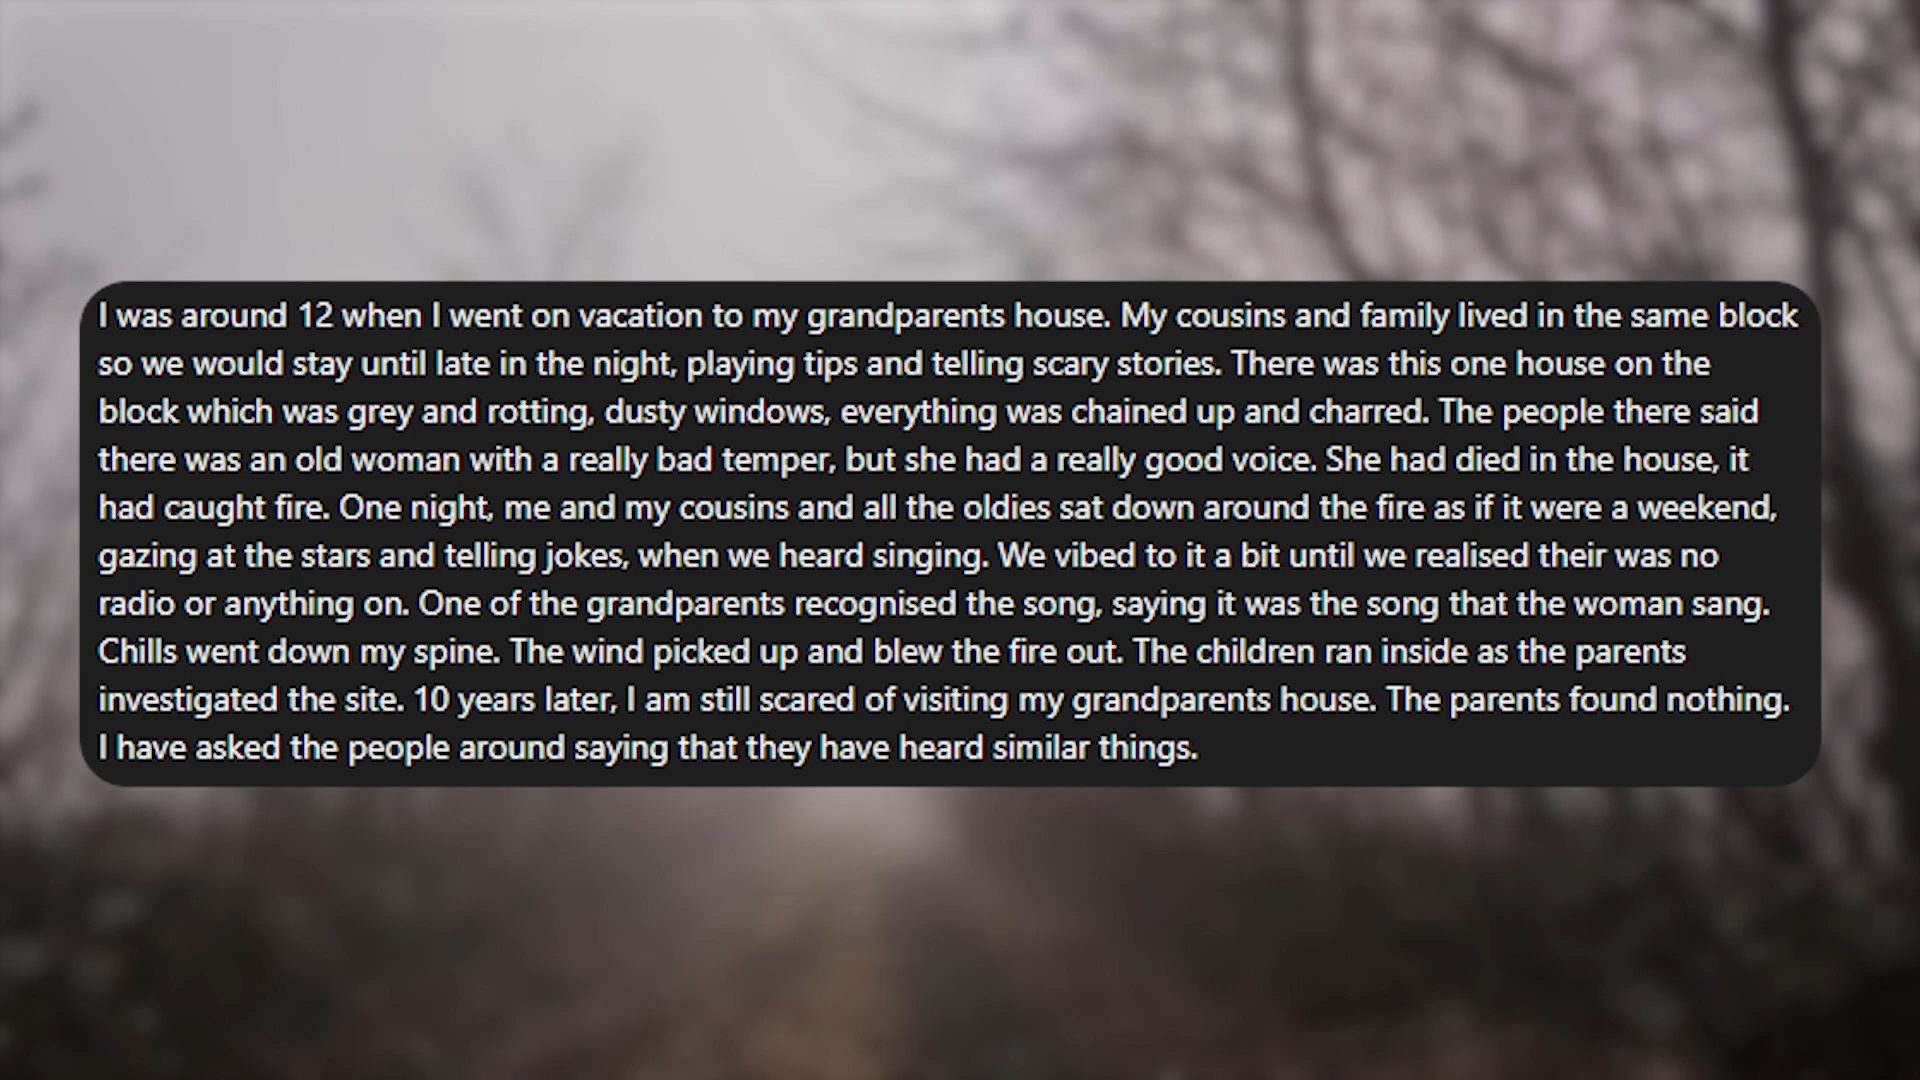 I was around 12 when I went on vacation to my grandparents house. My cousins and family lived in the same block
so we would stay until late in the night, playing tips and telling scary stories. There was this one house on the
block which was grey and rotting, dusty windows, everything was chained up and charred. The people there said
there was an old woman with a really bad temper, but she had a really good voice. She had died in the house, it
had caught fire. One night, me and my cousins and all the oldies sat down around the fire as if it were a weekend,
gazing at the stars and telling jokes, when we heard singing. We vibed to it a bit until we realised their was no
radio or anything on. One of the grandparents recognised the song, saying it was the song that the woman sang.
Chills went down my spine. The wind picked up and blew the fire out. The children ran inside as the parents
investigated the site. 10 years later, I am still scared of visiting my grandparents house. The parents found nothing.
I have asked the people around saying that they have heard similar things.